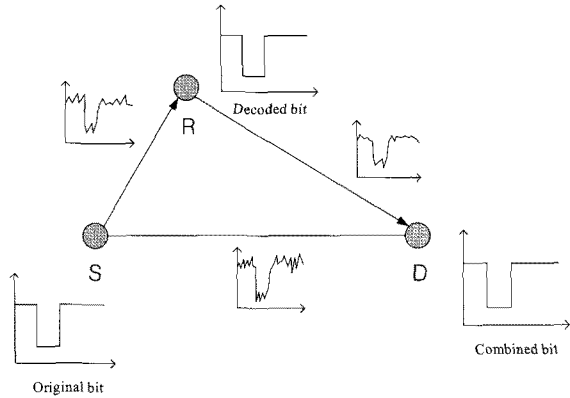 Decoded bit
R
S
D
Original bit
Combined bit